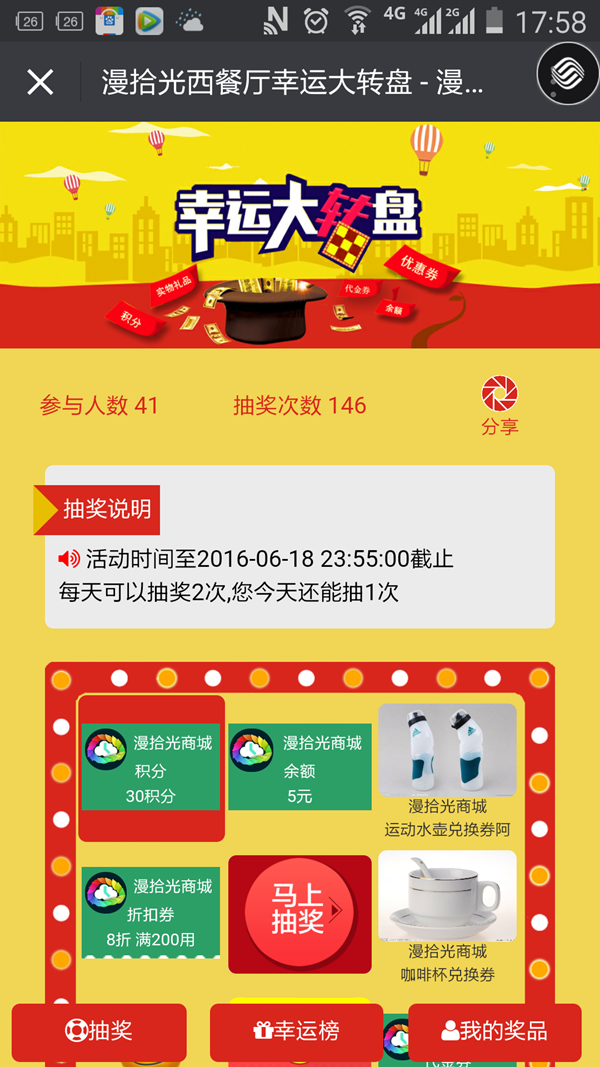 26
26
4G
4G
2G
17:58
漫拾光西餐厅幸运大转盘 - 漫...
幸运大转盘
优惠券
实物礼品
代金券
积分
余额
参与人数 41
抽奖次数 146
分享
抽奖说明
活动时间至2016-06-18 23:55:00截止
每天可以抽奖2次,您今天还能抽1次
漫拾光商城
积分
30积分
漫拾光商城
余额
5元
漫拾光商城
运动水壶兑换券阿
漫拾光商城
折扣券
8折 满200用
马上
抽奖
漫拾光商城
咖啡杯兑换券
抽奖
幸运榜
我的奖品
代金券